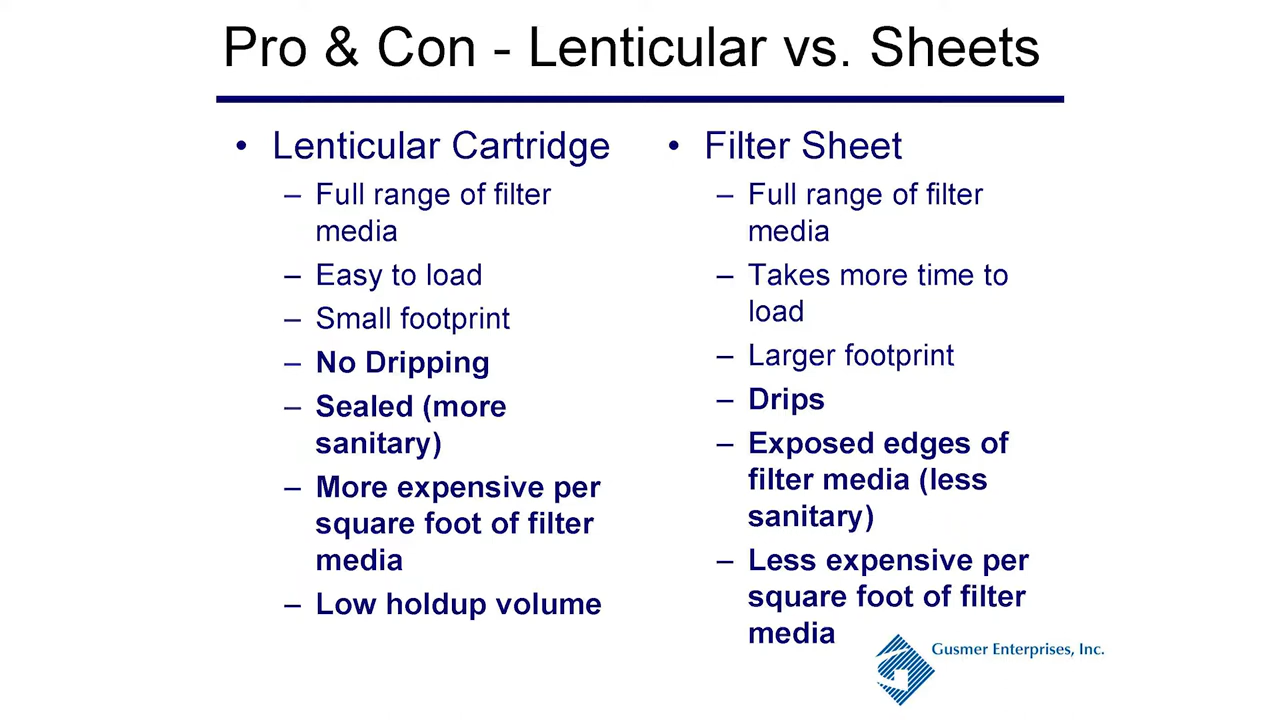 Pro & Con - Lenticular vs. Sheets
• Lenticular Cartridge
– Full range of filter
media
– Easy to load
– Small footprint
– No Dripping
– Sealed (more
sanitary)
– More expensive per
square foot of filter
media
– Low holdup volume
• Filter Sheet
– Full range of filter
media
– Takes more time to
load
– Larger footprint
– Drips
– Exposed edges of
filter media (less
sanitary)
– Less expensive per
square foot of filter
media
Gusmer Enterprises, Inc.